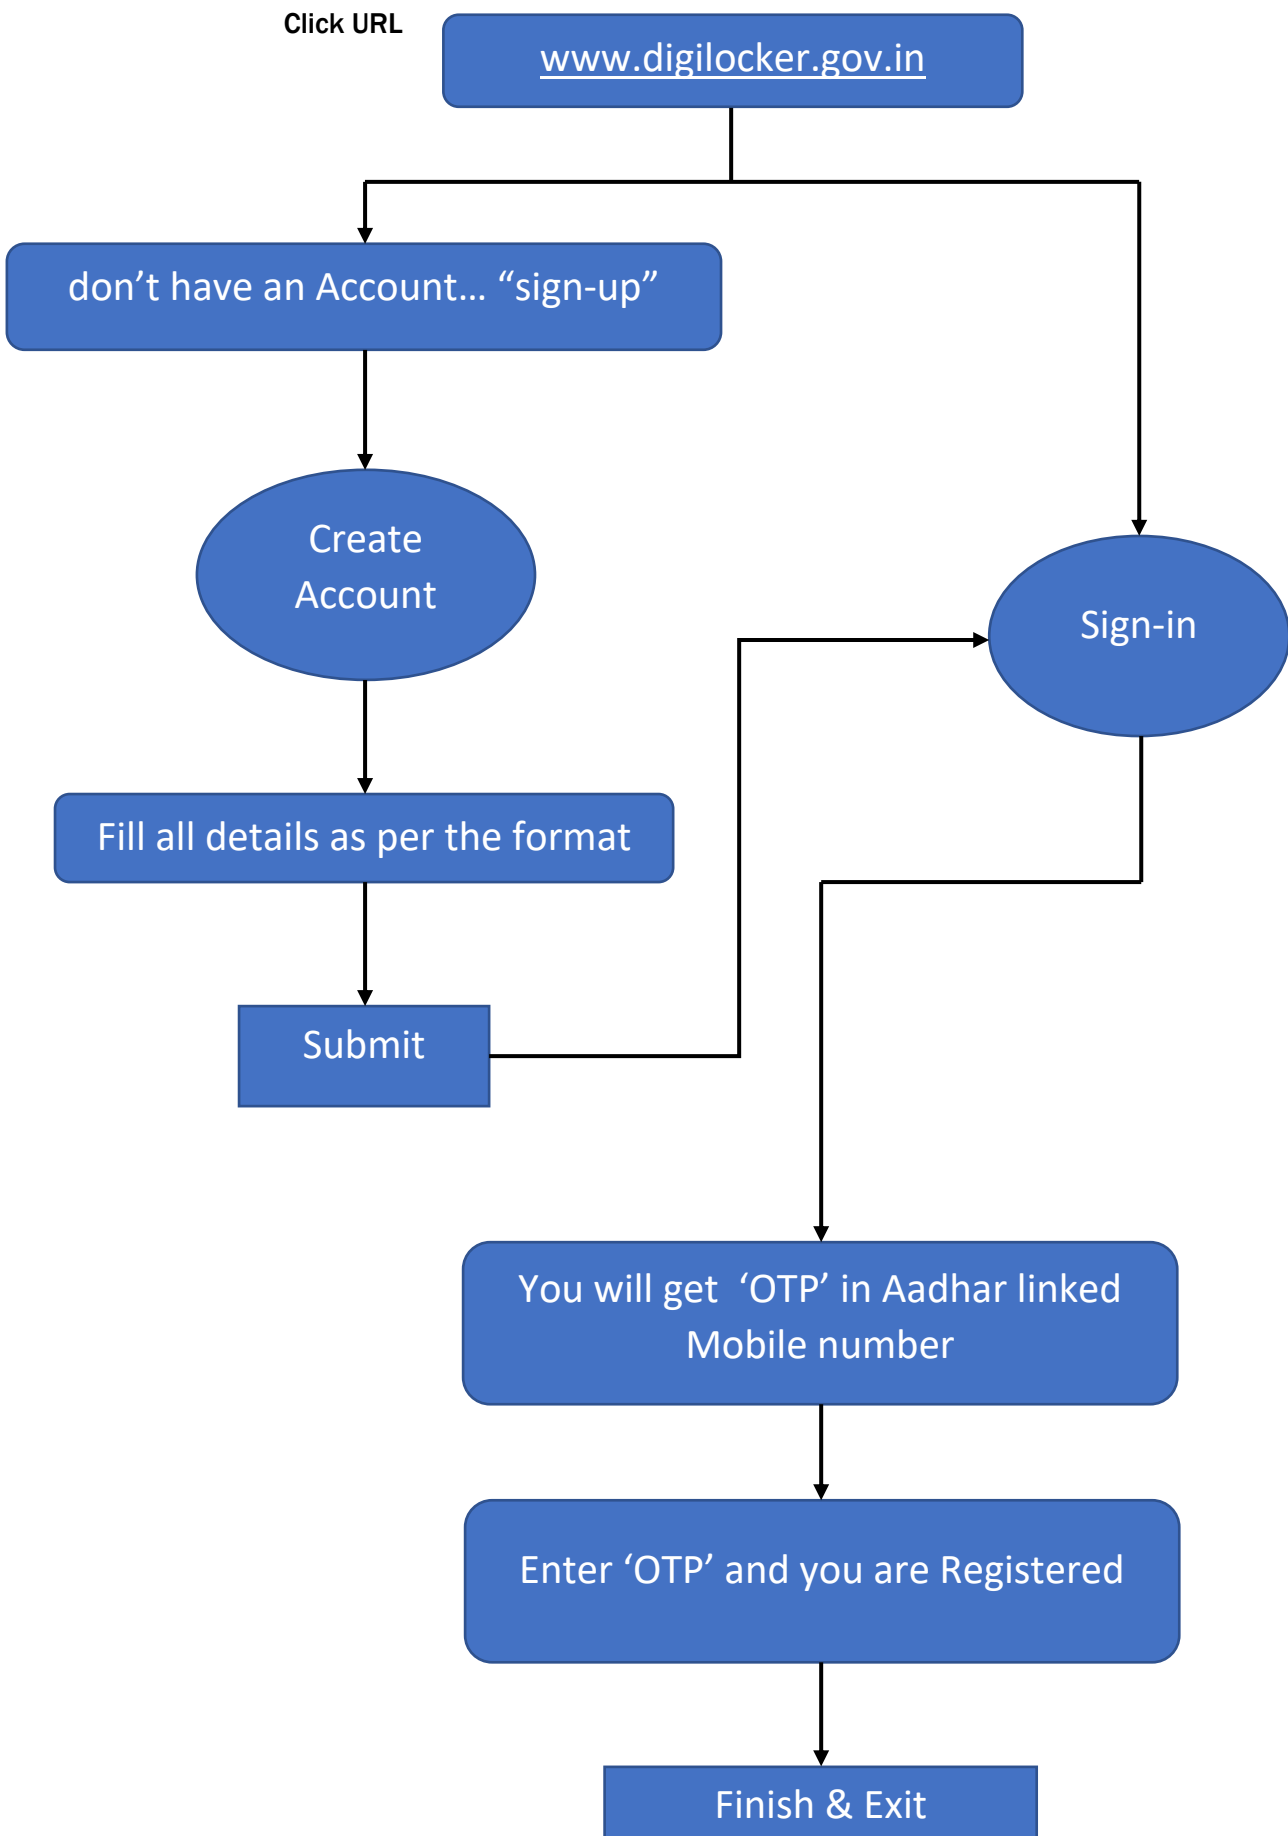 Click URL
www.digilocker.gov.in
don’t have an Account… “sign-up”
Create
Account
Sign-in
Fill all details as per the format
Submit
You will get  ‘OTP’ in Aadhar linked
Mobile number
Enter ‘OTP’ and you are Registered
Finish & Exit